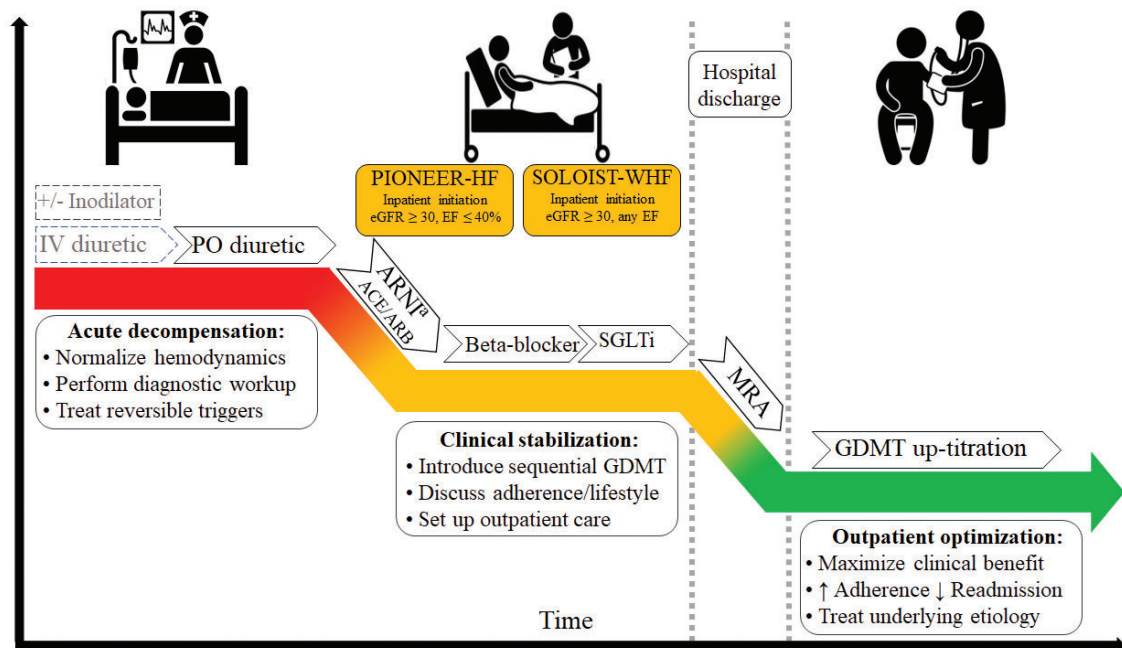 Hospital
discharge
PIONEER-HF
Inpatient initiation
eGFR ≥ 30, EF ≤ 40%
SOLOIST-WHF
Inpatient initiation
eGFR ≥ 30, any EF
+/- Inodilator
IV diuretic
PO diuretic
ARNIᵃ
ACE/ARB
Beta-blocker
SGLTi
MRA
GDMT up-titration
Acute decompensation:
• Normalize hemodynamics
• Perform diagnostic workup
• Treat reversible triggers
Clinical stabilization:
• Introduce sequential GDMT
• Discuss adherence/lifestyle
• Set up outpatient care
Outpatient optimization:
• Maximize clinical benefit
• ↑ Adherence ↓ Readmission
• Treat underlying etiology
Time